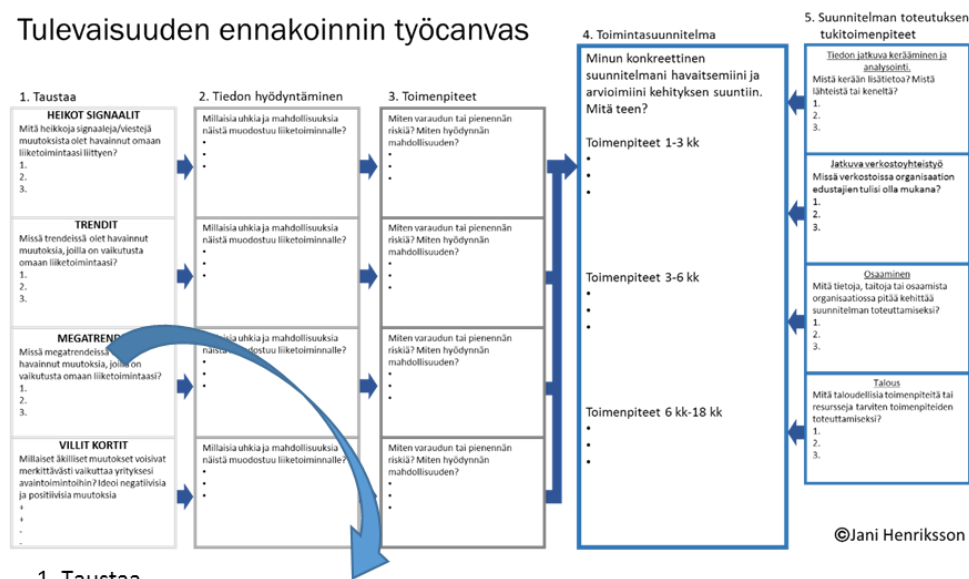 Tulevaisuuden ennakoinnin työcanvas
1. Taustaa
HEIKOT SIGNAALIT
Mitä heikkoja signaaleja/viestejä
muutoksista olet havainnut omaan
liiketoimintaasi liittyen?
1.
2.
3.
TRENDIT
Missä trendeissä olet havainnut
muutoksia, joilla on vaikutusta
omaan liiketoimintaasi?
1.
2.
3.
MEGATREND
Missä megatrendeissä
havainnut muutoksia, on
vaikutusta omaan liiketoimintaasi?
1.
2.
3.
VILLIT KORTIT
Millaiset äkilliset muutokset voisivat
merkittävästi vaikuttaa yrityksesi
avaintoimintoihin? Ideoi negatiivisia
ja positiivisia muutoksia
+
+
-
-
2. Tiedon hyödyntäminen
Millaisia uhkia ja mahdollisuuksia
näistä muodostuu liiketoiminnalle?
•
•
•
Millaisia uhkia ja mahdollisuuksia
näistä muodostuu liiketoiminnalle?
•
•
•
uhkia ja mahdollisuuksia
muodostuu liiketoiminnalle?
•
•
•
Millaisia uhkia ja mahdollisuuksia
näistä muodostuu liiketoiminnalle?
•
•
•
•
3. Toimenpiteet
Miten varaudun tai pienennän
riskiä? Miten hyödynnän
mahdollisuuden?
•
•
•
Miten varaudun tai pienennän
riskiä? Miten hyödynnän
mahdollisuuden?
•
•
•
Miten varaudun tai pienennän
riskiä? Miten hyödynnän
mahdollisuuden?
•
•
•
Miten varaudun tai pienennän
riskiä? Miten hyödynnän
mahdollisuuden?
•
•
•
4. Toimintasuunnitelma
Minun konkreettinen
suunnitelmani havaitsemiini ja
arvioimiini kehityksen suuntiin.
Mitä teen?
Toimenpiteet 1-3 kk
•
•
•
Toimenpiteet 3-6 kk
•
•
•
Toimenpiteet 6 kk-18 kk
•
•
•
5. Suunnitelman toteutuksen
tukitoimenpiteet
Tiedon jatkuva kerääminen ja
analysointi.
Mistä kerään lisätietoa? Mistä
lähteistä tai keneltä?
1.
2.
3.
Jatkuva verkostoyhteistyö
Missä verkostoissa organisaation
edustajien tulisi olla mukana?
1.
2.
3.
Osaaminen
Mitä tietoja, taitoja tai osaamista
organisaatiossa pitää kehittää
suunnitelman toteuttamiseksi?
1.
2.
3.
Talous
Mitä taloudellisia toimenpiteitä tai
resursseja tarviten toimenpiteiden
toteuttamiseksi?
1.
2.
3.
©Jani Henriksson
1. Taustaa